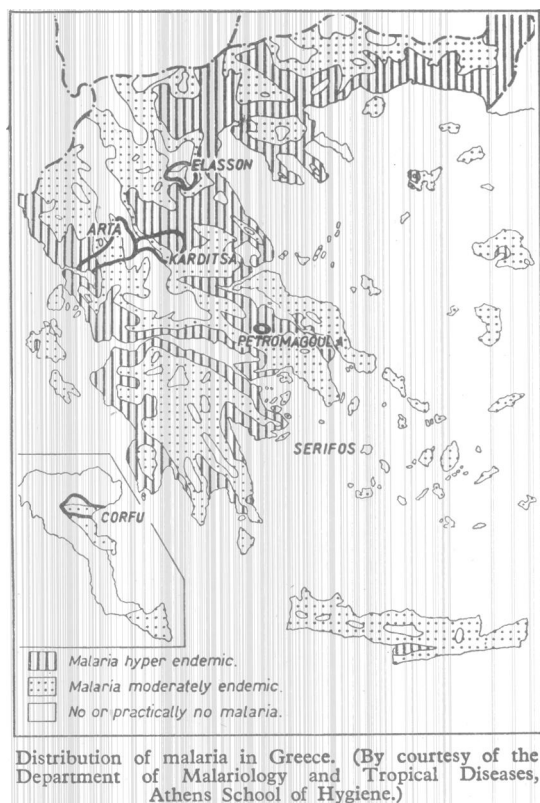 ELASSON
ARTA
KARDITSA
PETROMAGOULA
SERIFOS
CORFU
Malaria hyper endemic.
Malaria moderately endemic.
No or practically no malaria.
Distribution of malaria in Greece. (By courtesy of the
Department of Malariology and Tropical Diseases,
Athens School of Hygiene.)